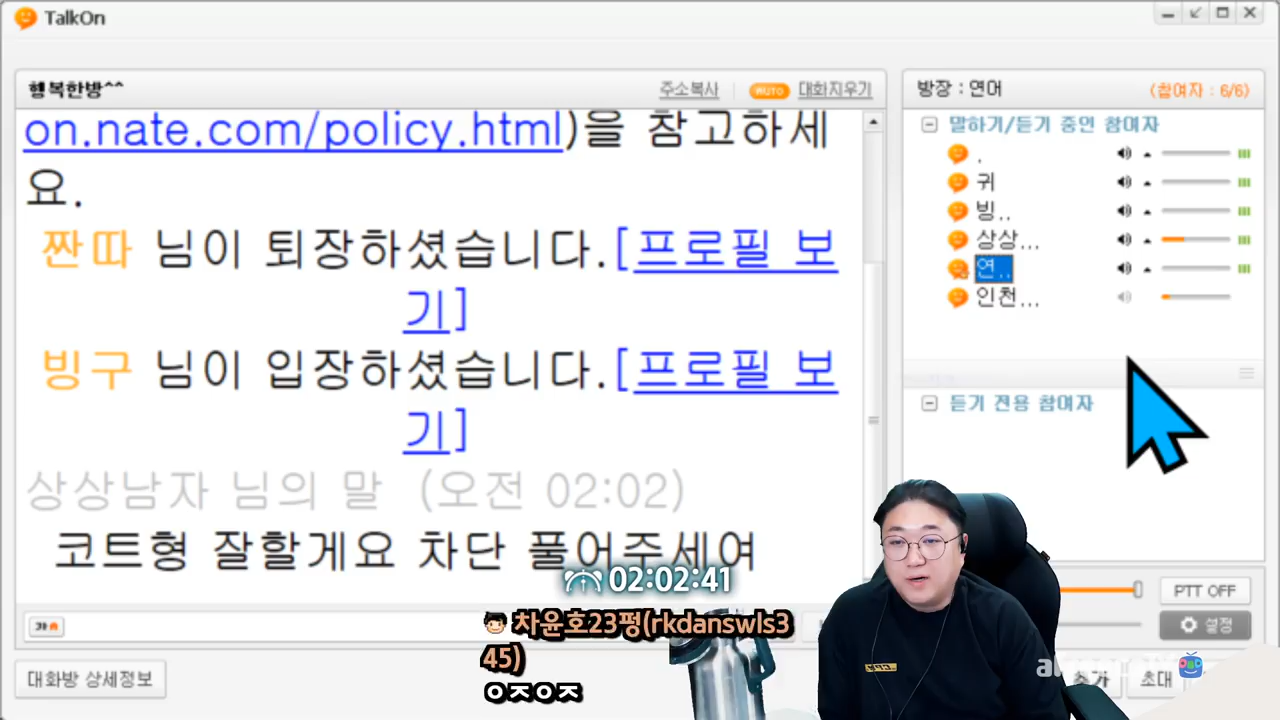 TalkOn
행복한방^^
주소복사
AUTO
대화지우기
on.nate.com/policy.html)을 참고하세
요.
짠따 님이 퇴장하셨습니다.[프로필 보
기]
빙구 님이 입장하셨습니다.[프로필 보
기]
상상남자 님의 말 (오전 02:02)
코트형 잘할게요 차단 풀어주세여
방장 : 연어
(참여자 : 6/6)
말하기/듣기 중인 참여자
.
귀
빙..
상상...
연..
인천...
듣기 전용 참여자
02:02:41
차윤호23평(rkdanswls3
45)
ㅇㅈㅇㅈ
PTT OFF
설정
가
대화방 상세정보
초대